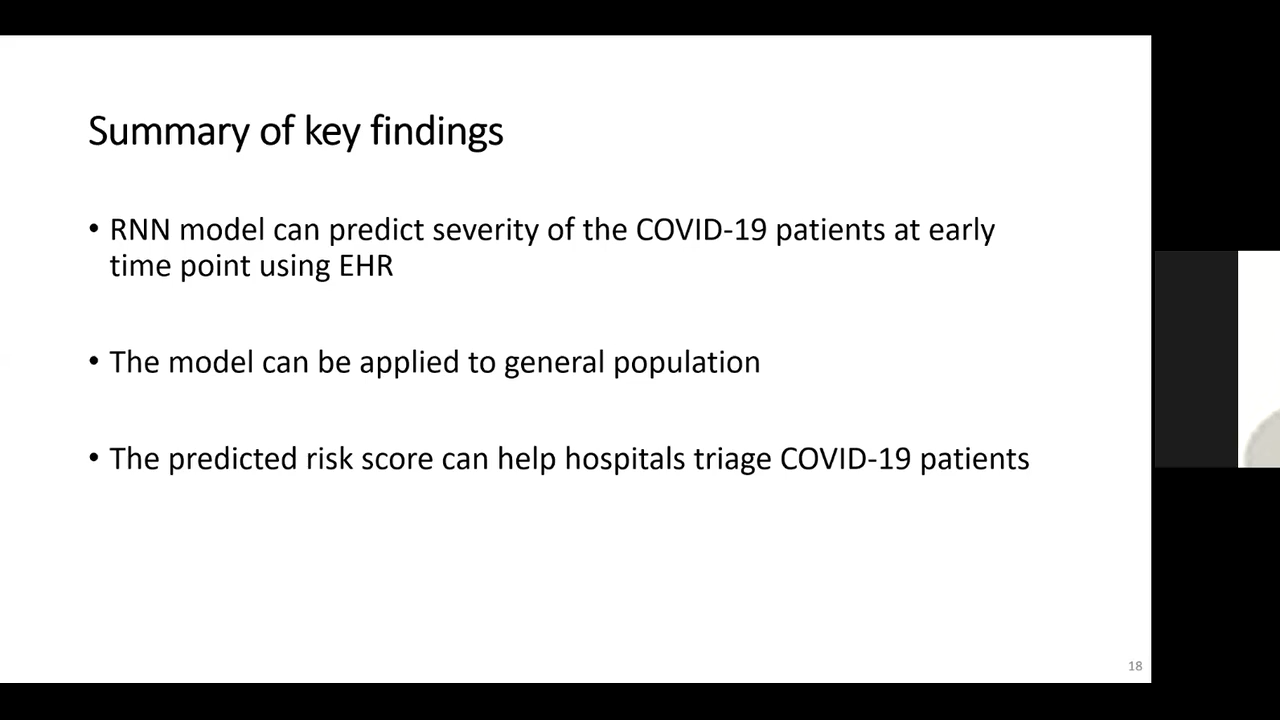 Summary of key findings
• RNN model can predict severity of the COVID-19 patients at early
time point using EHR
• The model can be applied to general population
• The predicted risk score can help hospitals triage COVID-19 patients
18